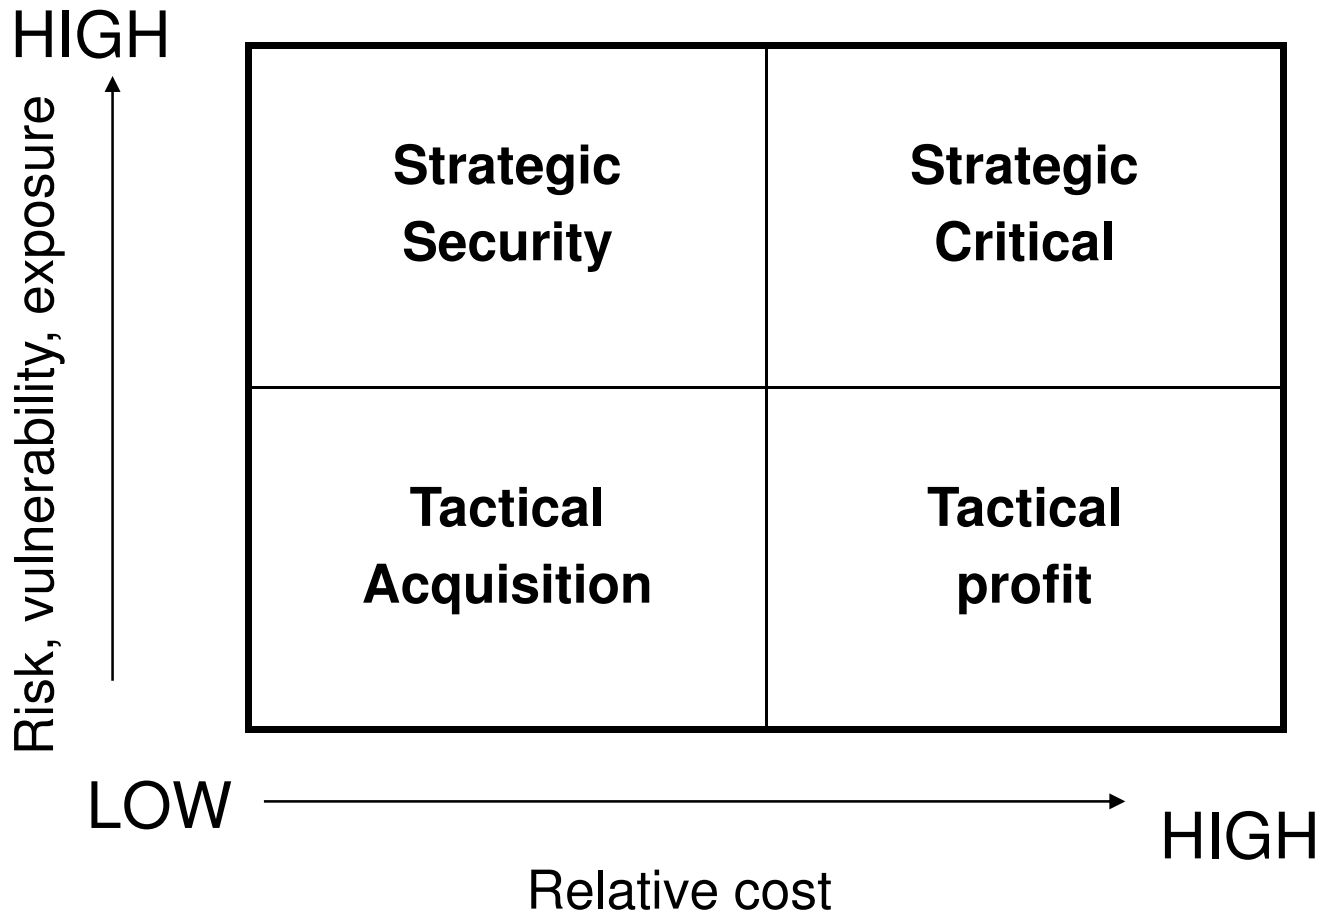 HIGH
Risk, vulnerability, exposure
Strategic
Security
Strategic
Critical
Tactical
Acquisition
Tactical
profit
LOW
HIGH
Relative cost